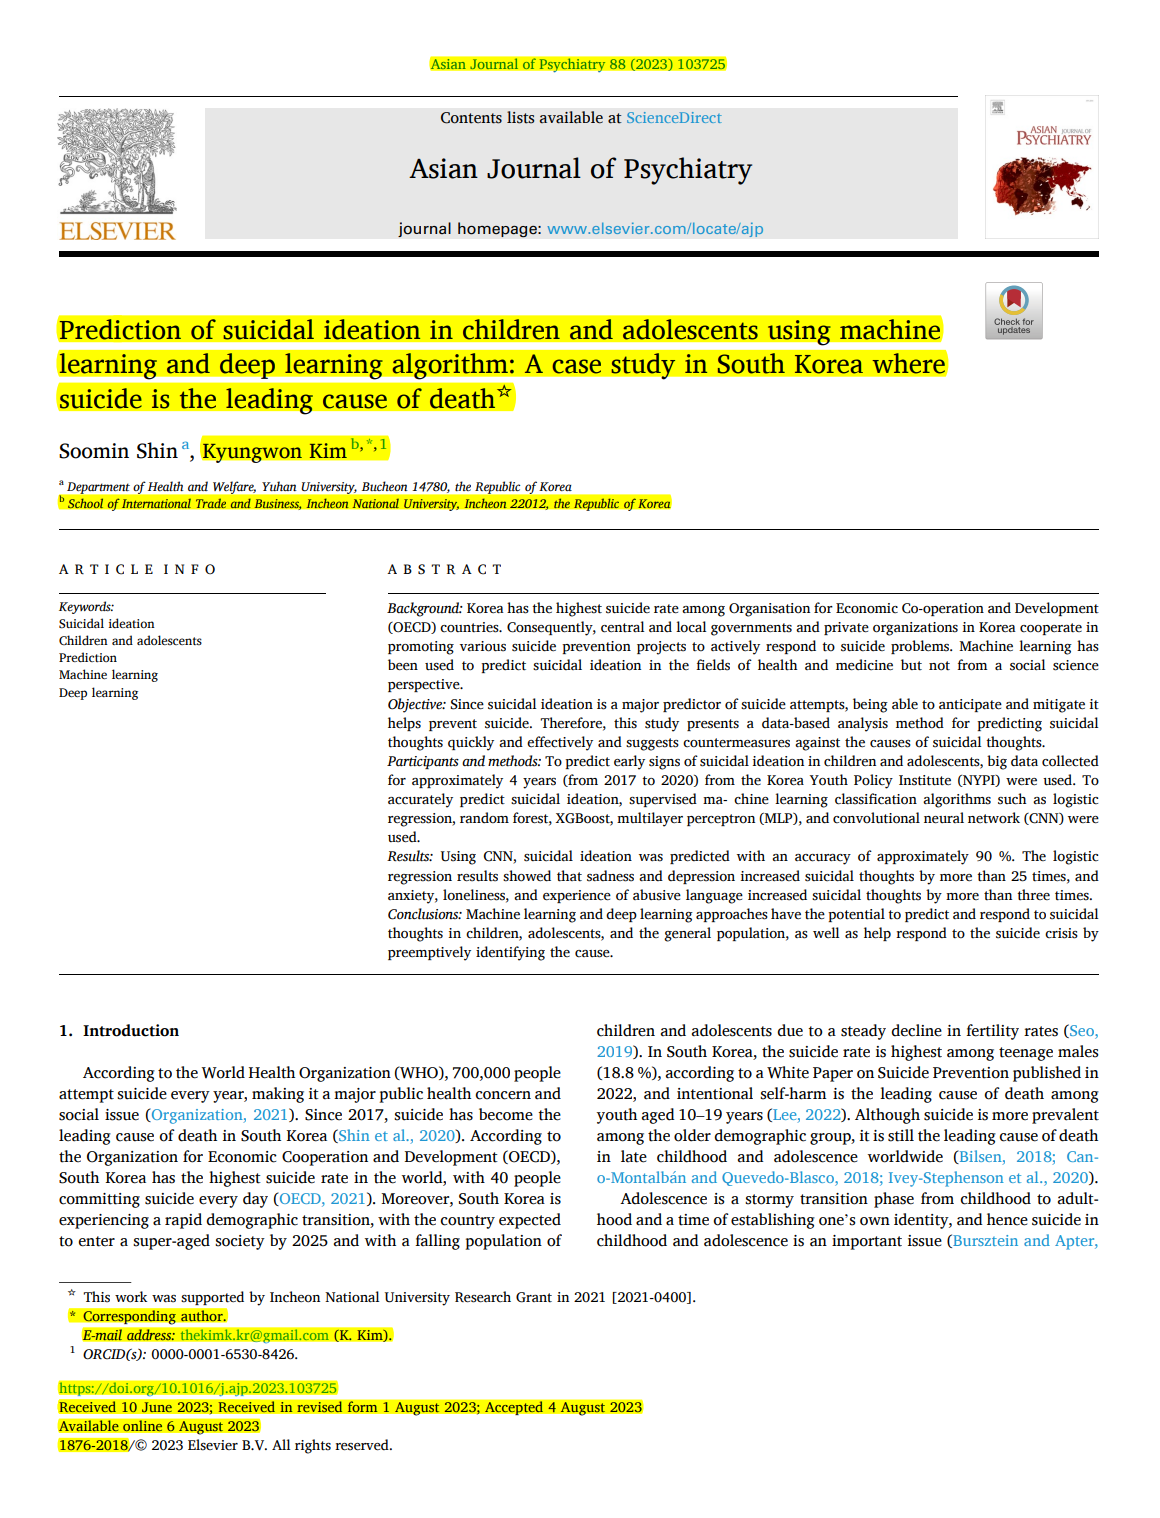 Asian Journal of Psychiatry 88 (2023) 103725
Contents lists available at ScienceDirect
Asian Journal of Psychiatry
journal homepage: www.elsevier.com/locate/ajp
ELSEVIER
ASIAN JOURNAL OF
PSYCHIATRY
Check for
updates
Prediction of suicidal ideation in children and adolescents using machine
learning and deep learning algorithm: A case study in South Korea where
suicide is the leading cause of death☆
Soomin Shin a, Kyungwon Kim b,*,1
a Department of Health and Welfare, Yuhan University, Bucheon 14780, the Republic of Korea
b School of International Trade and Business, Incheon National University, Incheon 22012, the Republic of Korea
ARTICLE INFO
Keywords:
Suicidal ideation
Children and adolescents
Prediction
Machine learning
Deep learning
ABSTRACT
Background: Korea has the highest suicide rate among Organisation for Economic Co-operation and Development
(OECD) countries. Consequently, central and local governments and private organizations in Korea cooperate in
promoting various suicide prevention projects to actively respond to suicide problems. Machine learning has
been used to predict suicidal ideation in the fields of health and medicine but not from a social science
perspective.
Objective: Since suicidal ideation is a major predictor of suicide attempts, being able to anticipate and mitigate it
helps prevent suicide. Therefore, this study presents a data-based analysis method for predicting suicidal
thoughts quickly and effectively and suggests countermeasures against the causes of suicidal thoughts.
Participants and methods: To predict early signs of suicidal ideation in children and adolescents, big data collected
for approximately 4 years (from 2017 to 2020) from the Korea Youth Policy Institute (NYPI) were used. To
accurately predict suicidal ideation, supervised ma- chine learning classification algorithms such as logistic
regression, random forest, XGBoost, multilayer perceptron (MLP), and convolutional neural network (CNN) were
used.
Results: Using CNN, suicidal ideation was predicted with an accuracy of approximately 90 %. The logistic
regression results showed that sadness and depression increased suicidal thoughts by more than 25 times, and
anxiety, loneliness, and experience of abusive language increased suicidal thoughts by more than three times.
Conclusions: Machine learning and deep learning approaches have the potential to predict and respond to suicidal
thoughts in children, adolescents, and the general population, as well as help respond to the suicide crisis by
preemptively identifying the cause.
1. Introduction
According to the World Health Organization (WHO), 700,000 people
attempt suicide every year, making it a major public health concern and
social issue (Organization, 2021). Since 2017, suicide has become the
leading cause of death in South Korea (Shin et al., 2020). According to
the Organization for Economic Cooperation and Development (OECD),
South Korea has the highest suicide rate in the world, with 40 people
committing suicide every day (OECD, 2021). Moreover, South Korea is
experiencing a rapid demographic transition, with the country expected
to enter a super-aged society by 2025 and with a falling population of
children and adolescents due to a steady decline in fertility rates (Seo,
2019). In South Korea, the suicide rate is highest among teenage males
(18.8 %), according to a White Paper on Suicide Prevention published in
2022, and intentional self-harm is the leading cause of death among
youth aged 10–19 years (Lee, 2022). Although suicide is more prevalent
among the older demographic group, it is still the leading cause of death
in late childhood and adolescence worldwide (Bilsen, 2018; Can-
o-Montalbán and Quevedo-Blasco, 2018; Ivey-Stephenson et al., 2020).
Adolescence is a stormy transition phase from childhood to adult-
hood and a time of establishing one's own identity, and hence suicide in
childhood and adolescence is an important issue (Bursztein and Apter,
☆ This work was supported by Incheon National University Research Grant in 2021 [2021-0400].
* Corresponding author.
E-mail address: thekimk.kr@gmail.com (K. Kim).
1 ORCID(s): 0000-0001-6530-8426.
https://doi.org/10.1016/j.ajp.2023.103725
Received 10 June 2023; Received in revised form 1 August 2023; Accepted 4 August 2023
Available online 6 August 2023
1876-2018/© 2023 Elsevier B.V. All rights reserved.